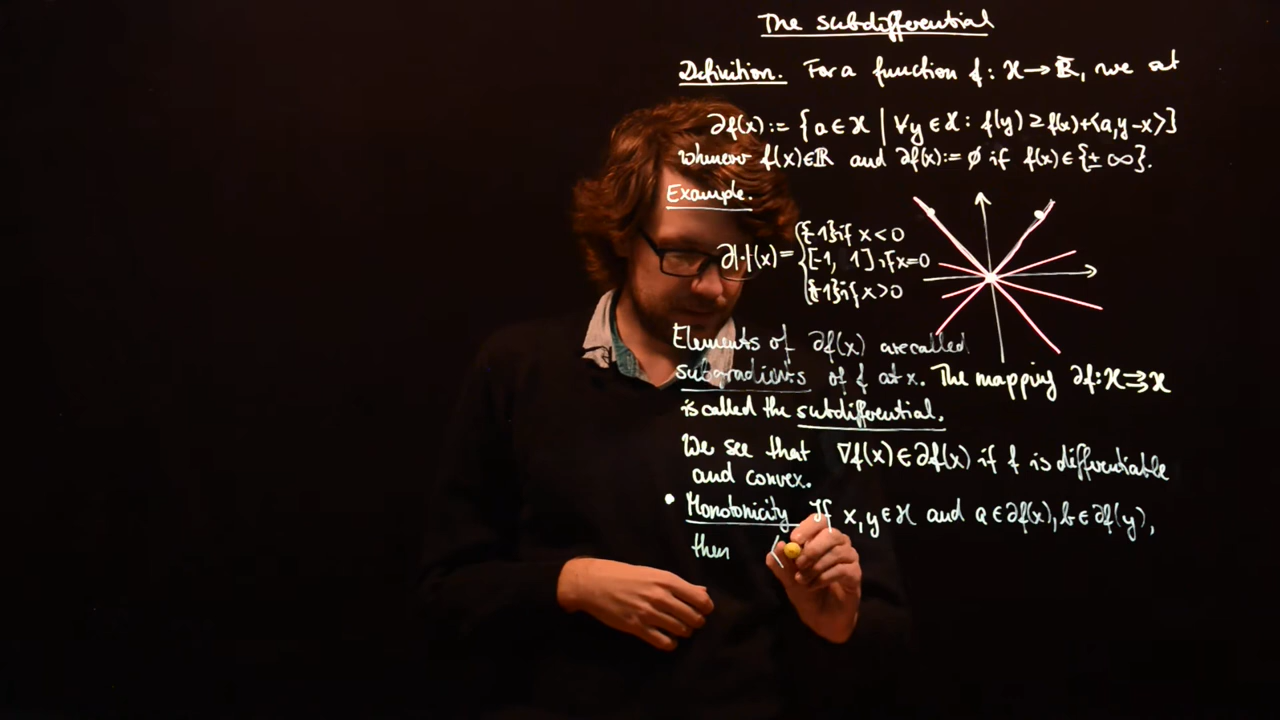 The subdifferential
Definition. For a function f: X → R̄, we set
∂f(x) := {a ∈ X | ∀y ∈ X: f(y) ≥ f(x)+⟨a,y-x⟩}
whenever f(x)∈ℝ and ∂f(x) := ∅ if f(x)∈{±∞}.
Example.
∂|·|(x) = { {-1} if x < 0
[-1, 1] if x=0
{1} if x > 0
Elements of ∂f(x) are called
subgradients of f at x. The mapping ∂f: X ⇉ X
is called the subdifferential.
We see that ∇f(x) ∈ ∂f(x) if f is differentiable
and convex.
• Monotonicity If x, y ∈ X and a ∈ ∂f(x), b ∈ ∂f(y),
then ⟨